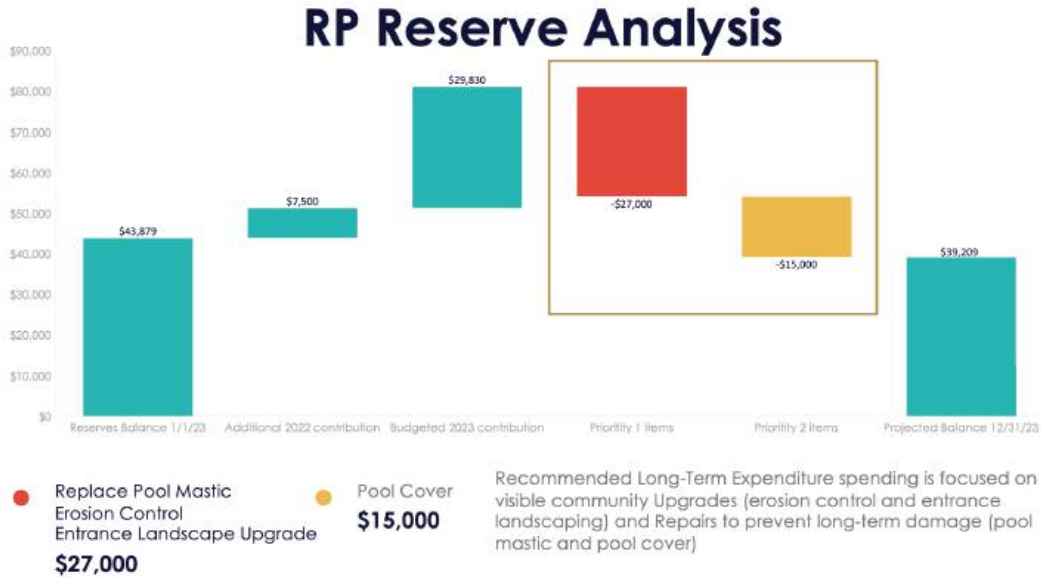 RP Reserve Analysis
$90,000
$80,000
$70,000
$60,000
$50,000
$40,000
$30,000
$20,000
$10,000
$0
$43,879
$7,500
$29,830
-$27,000
-$15,000
$39,209
Reserves Balance 1/1/23
Additional 2022 contribution
Budgeted 2023 contribution
Prioritity 1 Items
Prioritity 2 Items
Projected Balance 12/31/23
Replace Pool Mastic
Erosion Control
Entrance Landscape Upgrade
$27,000
Pool Cover
$15,000
Recommended Long-Term Expenditure spending is focused on
visible community Upgrades (erosion control and entrance
landscaping) and Repairs to prevent long-term damage (pool
mastic and pool cover)